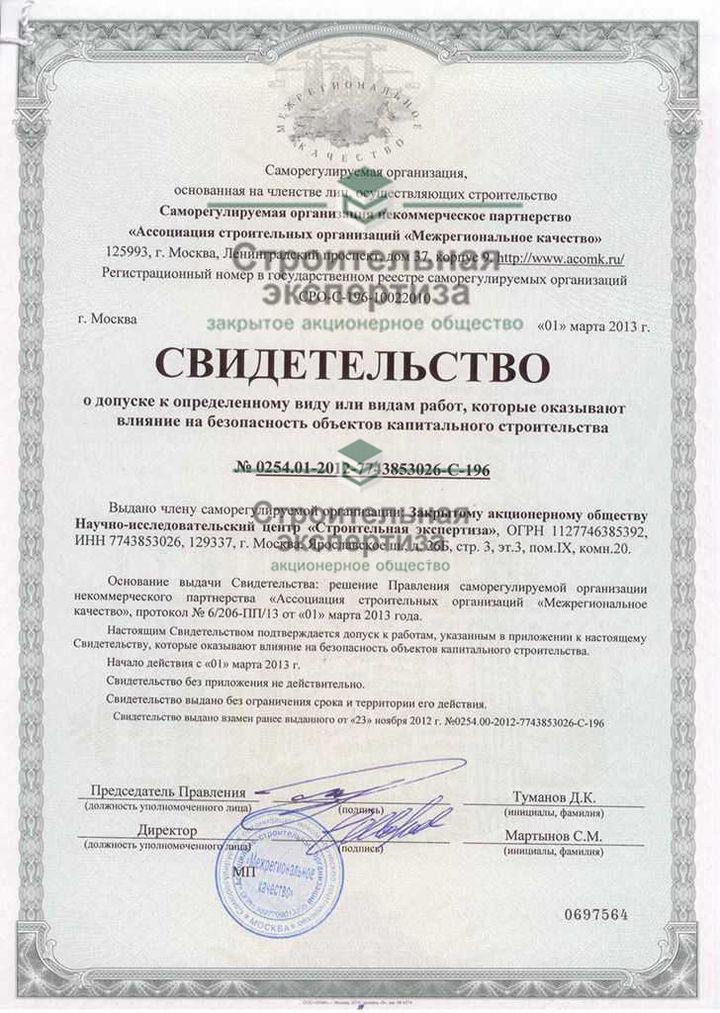 МЕЖРЕГИОНАЛЬНОЕ
КАЧЕСТВО
Саморегулируемая организация,
основанная на членстве лиц, осуществляющих строительство
Саморегулируемая организация некоммерческое партнерство
«Ассоциация строительных организаций «Межрегиональное качество»
125993, г. Москва, Ленинградский проспект, дом 37, корпус 9, http://www.acomk.ru/
Строительная
Регистрационный номер в государственном реестре саморегулируемых организаций
экспертиза
СРО-С-196-10022010
закрытое акционерное общество
г. Москва
«01» марта 2013 г.
СВИДЕТЕЛЬСТВО
о допуске к определенному виду или видам работ, которые оказывают
влияние на безопасность объектов капитального строительства
№ 0254.01-2012-7743853026-С-196
Выдано члену саморегулируемой организации: Закрытому акционерному обществу
Строительная
Научно-исследовательский центр «Строительная экспертиза», ОГРН 1127746385392,
ИНН 7743853026, 129337, г. Москва, Ярославское ш., д. 26Б, стр. 3, эт.3, пом.IX, комн.20.
экспертиза
акционерное общество
Основание выдачи Свидетельства: решение Правления саморегулируемой организации
некоммерческого партнерства «Ассоциация строительных организаций «Межрегиональное
качество», протокол № 6/206-ПП/13 от «01» марта 2013 года.
Настоящим Свидетельством подтверждается допуск к работам, указанным в приложении к настоящему
Свидетельству, которые оказывают влияние на безопасность объектов капитального строительства.
Начало действия с «01» марта 2013 г.
Свидетельство без приложения не действительно.
Свидетельство выдано без ограничения срока и территории его действия.
Свидетельство выдано взамен ранее выданного от «23» ноября 2012 г. №0254.00-2012-7743853026-С-196
Председатель Правления
Туманов Д.К.
(должность уполномоченного лица)
(подпись)
(инициалы, фамилия)
Директор
Мартынов С.М.
(должность уполномоченного лица)
(подпись)
(инициалы, фамилия)
МП
«Межрегиональное
качество»
МОСКВА
0697564